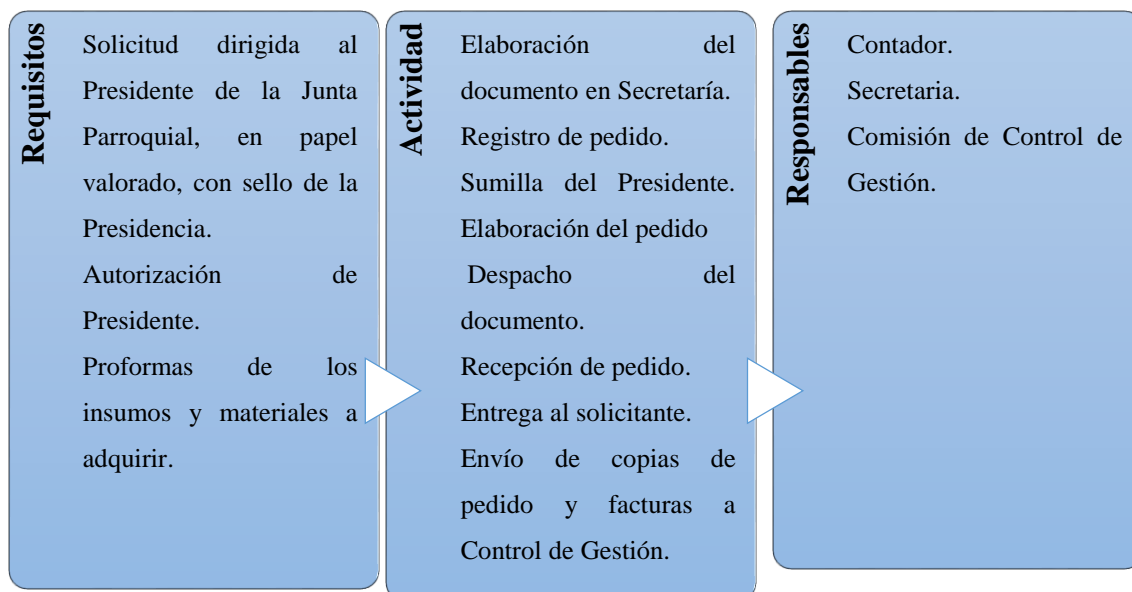 Requisitos
Solicitud dirigida al
Presidente de la Junta
Parroquial, en papel
valorado, con sello de la
Presidencia.
Autorización de
Presidente.
Proformas de los
insumos y materiales a
adquirir.
Actividad
Elaboración del
documento en Secretaría.
Registro de pedido.
Sumilla del Presidente.
Elaboración del pedido
Despacho del
documento.
Recepción de pedido.
Entrega al solicitante.
Envío de copias de
pedido y facturas a
Control de Gestión.
Responsables
Contador.
Secretaria.
Comisión de Control de
Gestión.